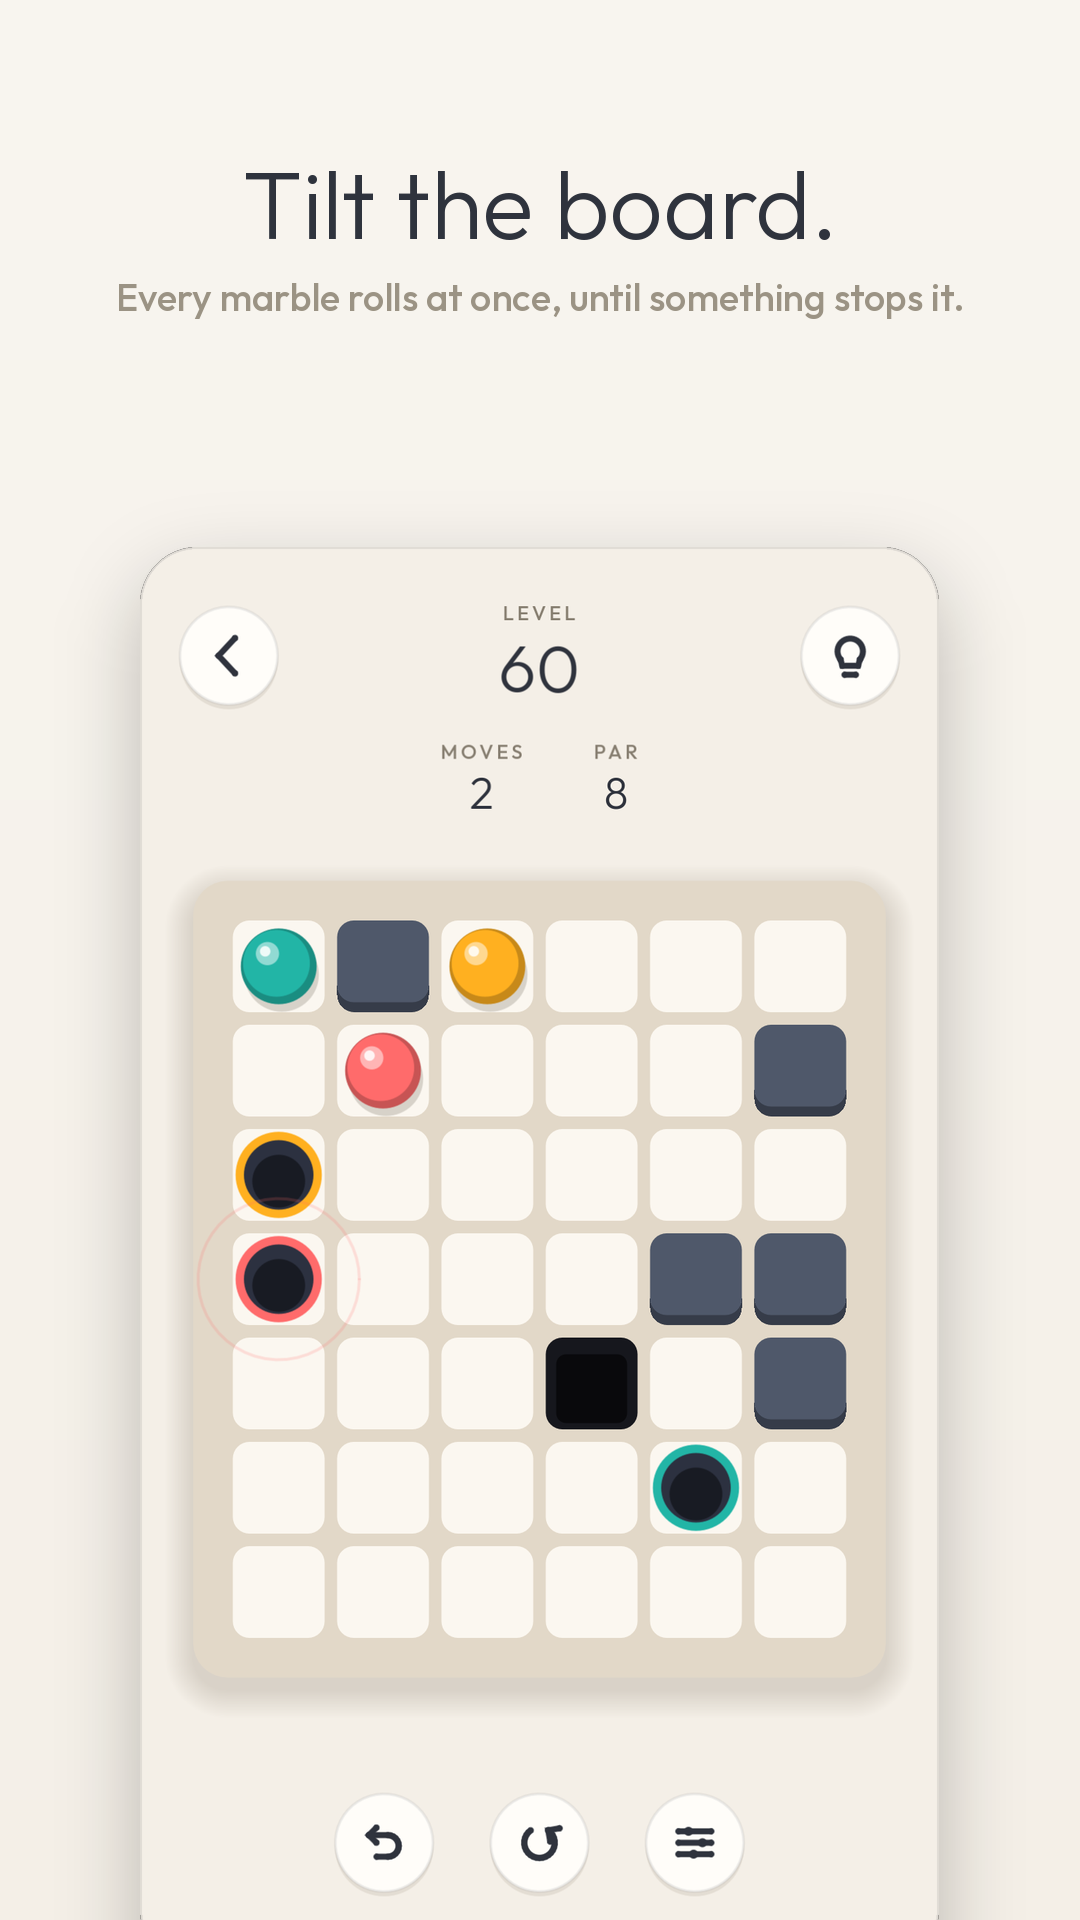 Tilt the board.
Every marble rolls at once, until something stops it.
LEVEL
60
MOVES PAR
2 8